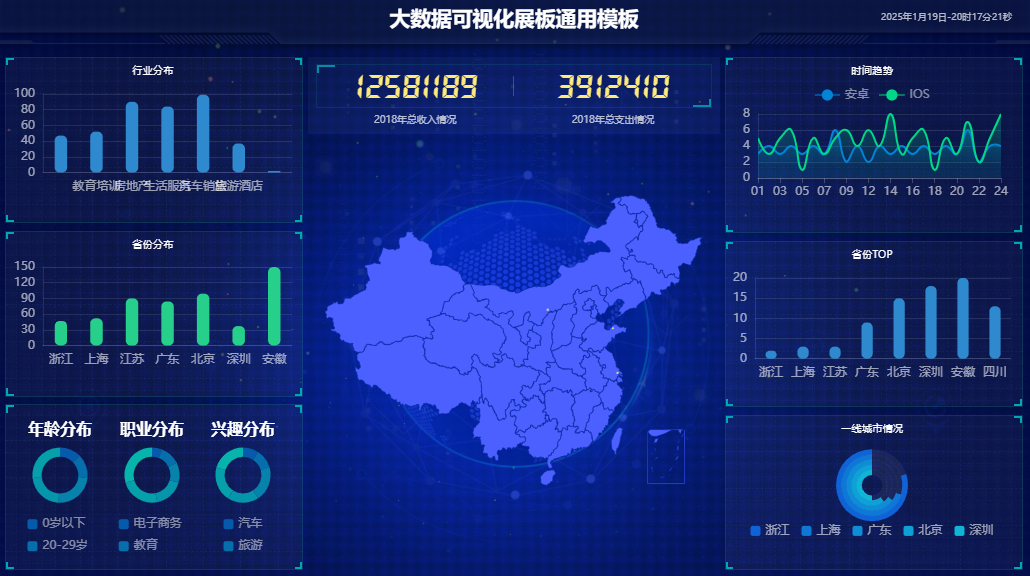 大数据可视化展板通用模板
2025年1月19日-20时17分21秒
行业分布
100
80
60
40
20
0
教育培训 房地产 生活服务 汽车销售 旅游酒店
12581189
2018年总收入情况
3912410
2018年总支出情况
时间趋势
安卓 IOS
8
6
4
2
0
01 03 05 07 09 12 14 16 18 20 22 24
省份分布
150
120
90
60
30
0
浙江 上海 江苏 广东 北京 深圳 安徽
省份TOP
20
15
10
5
0
浙江 上海 江苏 广东 北京 深圳 安徽 四川
年龄分布 职业分布 兴趣分布
0岁以下 电子商务 汽车
20-29岁 教育 旅游
一线城市情况
浙江 上海 广东 北京 深圳